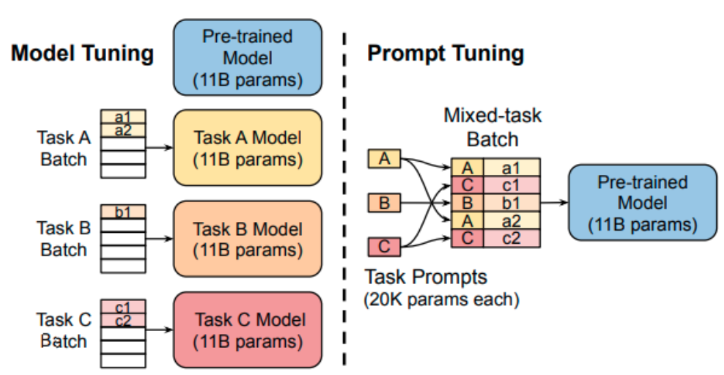 Model Tuning
Pre-trained
Model
(11B params)
Task A
Batch
a1
a2
Task A Model
(11B params)
Task B
Batch
b1
Task B Model
(11B params)
Task C
Batch
c1
c2
Task C Model
(11B params)
Prompt Tuning
Mixed-task
Batch
A
B
C
A a1
C c1
B b1
A a2
C c2
Task Prompts
(20K params each)
Pre-trained
Model
(11B params)